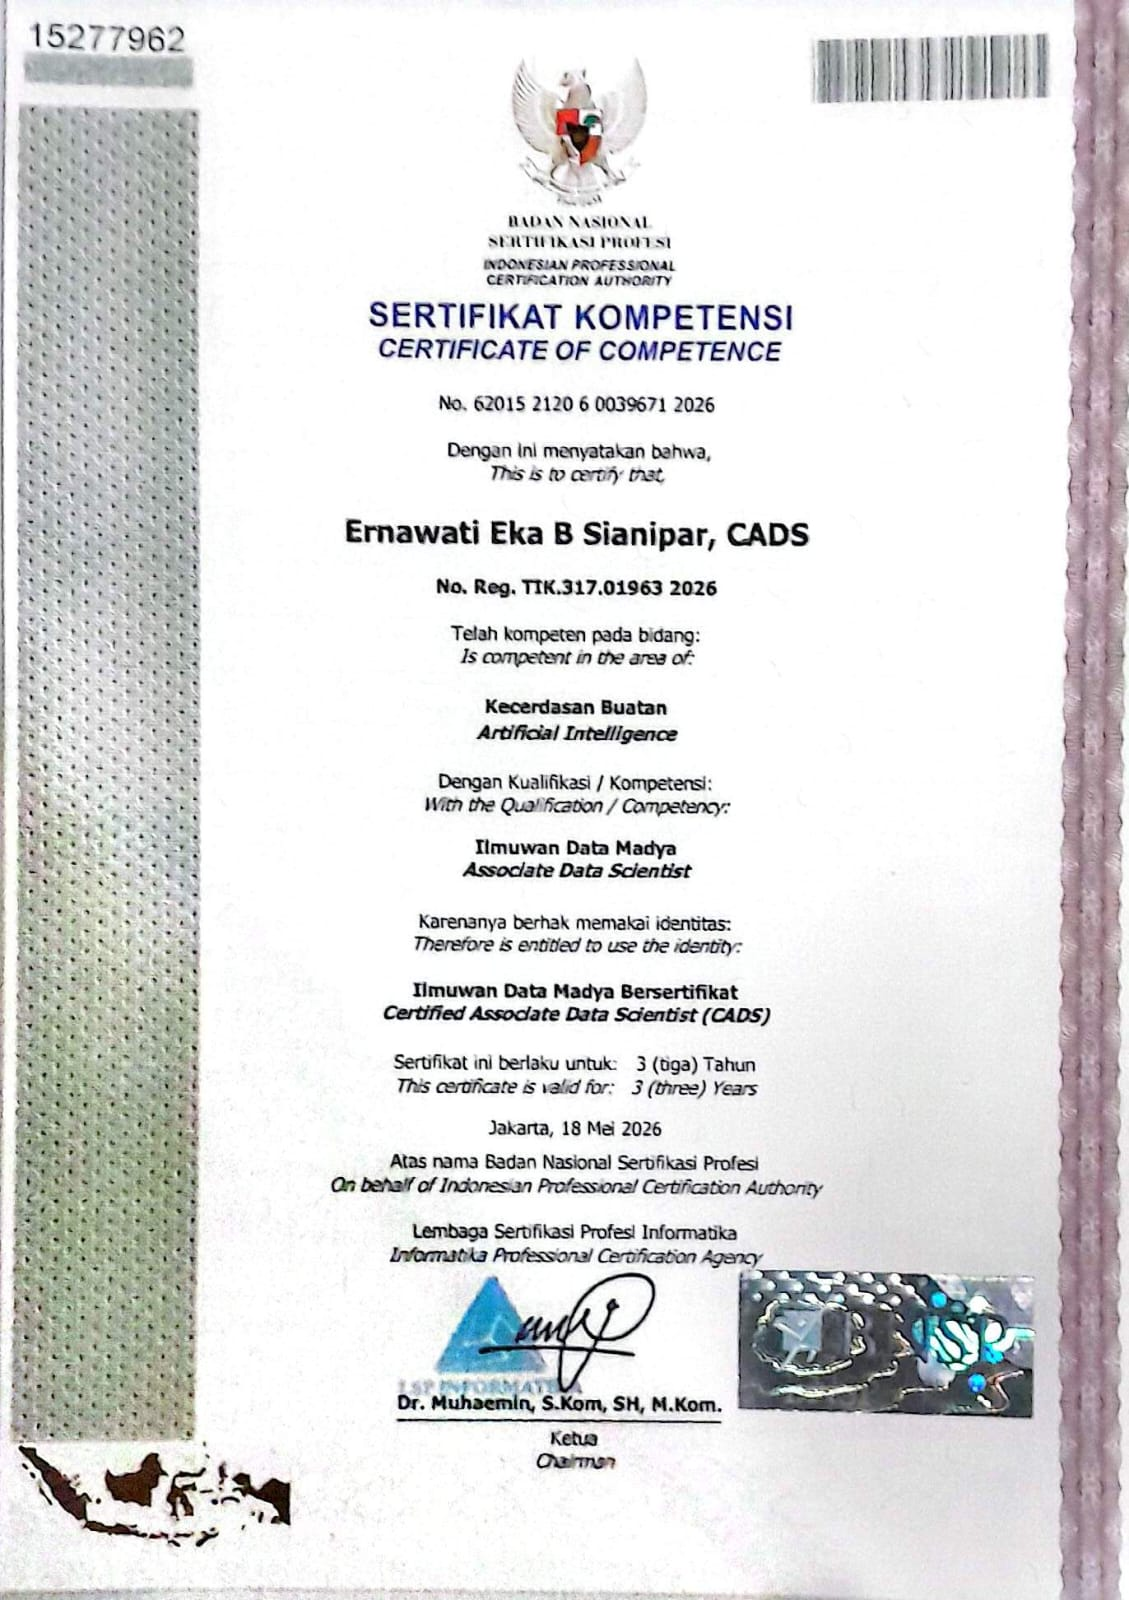 15277962
BADAN NASIONAL
SERTIFIKASI PROFESI
INDONESIAN PROFESSIONAL
CERTIFICATION AUTHORITY
SERTIFIKAT KOMPETENSI
CERTIFICATE OF COMPETENCE
No. 62015 2120 6 0039671 2026
Dengan ini menyatakan bahwa,
This is to certify that,
Ernawati Eka B Sianipar, CADS
No. Reg. TIK.317.01963 2026
Telah kompeten pada bidang:
Is competent in the area of:
Kecerdasan Buatan
Artificial Intelligence
Dengan Kualifikasi / Kompetensi:
With the Qualification / Competency:
Ilmuwan Data Madya
Associate Data Scientist
Karenanya berhak memakai identitas:
Therefore is entitled to use the identity:
Ilmuwan Data Madya Bersertifikat
Certified Associate Data Scientist (CADS)
Sertifikat ini berlaku untuk: 3 (tiga) Tahun
This certificate is valid for: 3 (three) Years
Jakarta, 18 Mei 2026
Atas nama Badan Nasional Sertifikasi Profesi
On behalf of Indonesian Professional Certification Authority
Lembaga Sertifikasi Profesi Informatika
Informatika Professional Certification Agency
LSP INFORMATIKA
Dr. Muhaemin, S.Kom, SH, M.Kom.
Ketua
Chairman